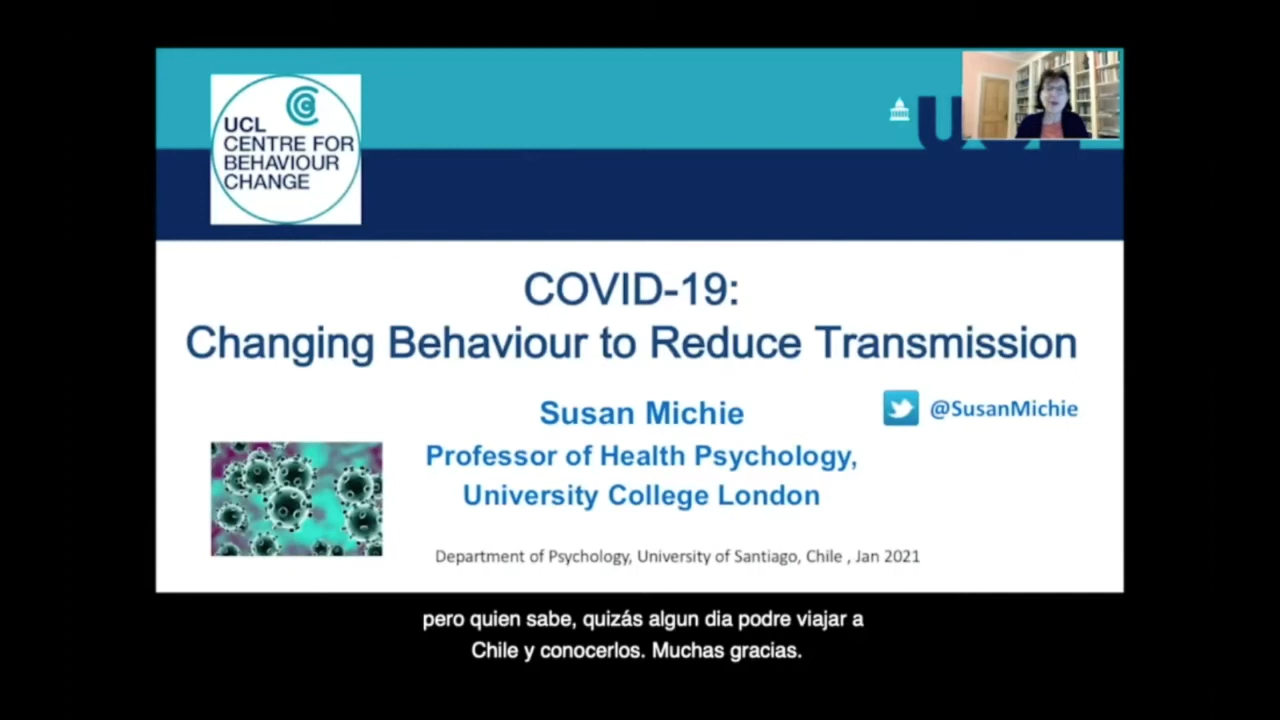 UCL
CENTRE FOR
BEHAVIOUR
CHANGE
COVID-19:
Changing Behaviour to Reduce Transmission
Susan Michie
@SusanMichie
Professor of Health Psychology,
University College London
Department of Psychology, University of Santiago, Chile , Jan 2021
pero quien sabe, quizás algun dia podre viajar a
Chile y conocerlos. Muchas gracias.